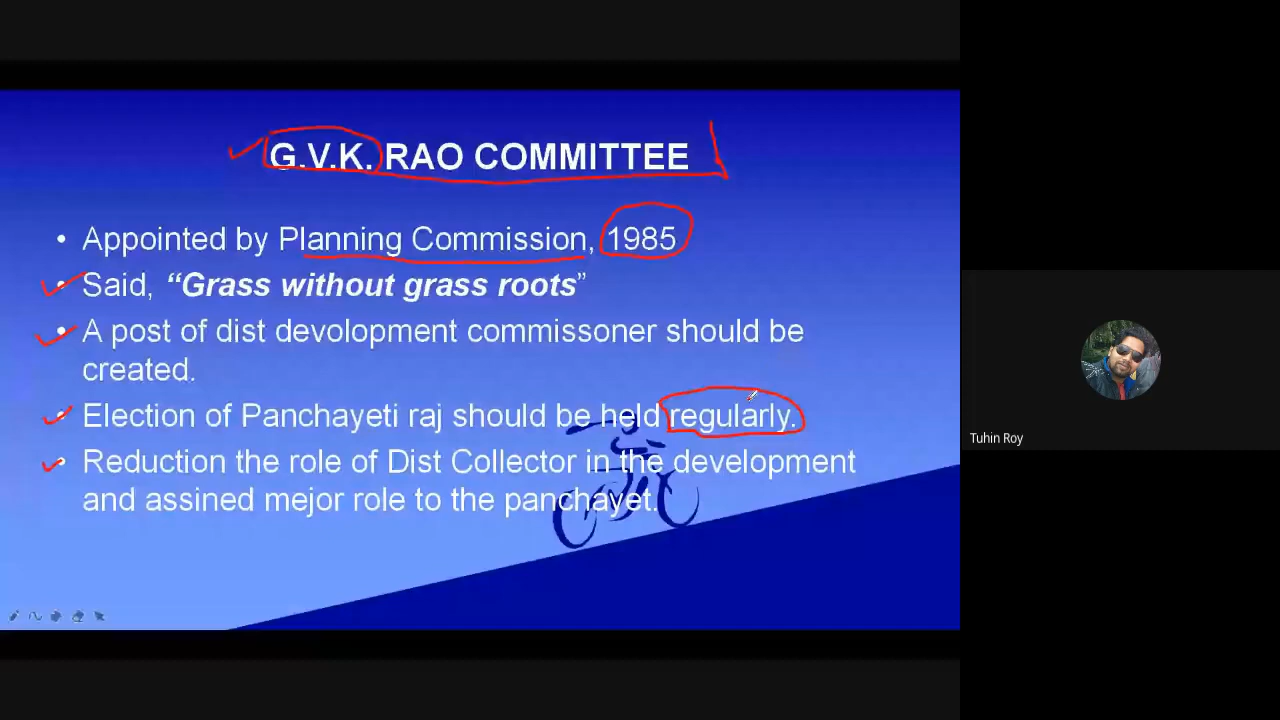 G.V.K. RAO COMMITTEE
• Appointed by Planning Commission, 1985
• Said, “Grass without grass roots”
• A post of dist devolopment commissoner should be
created.
• Election of Panchayeti raj should be held regularly.
• Reduction the role of Dist Collector in the development
and assined mejor role to the panchayet.
Tuhin Roy